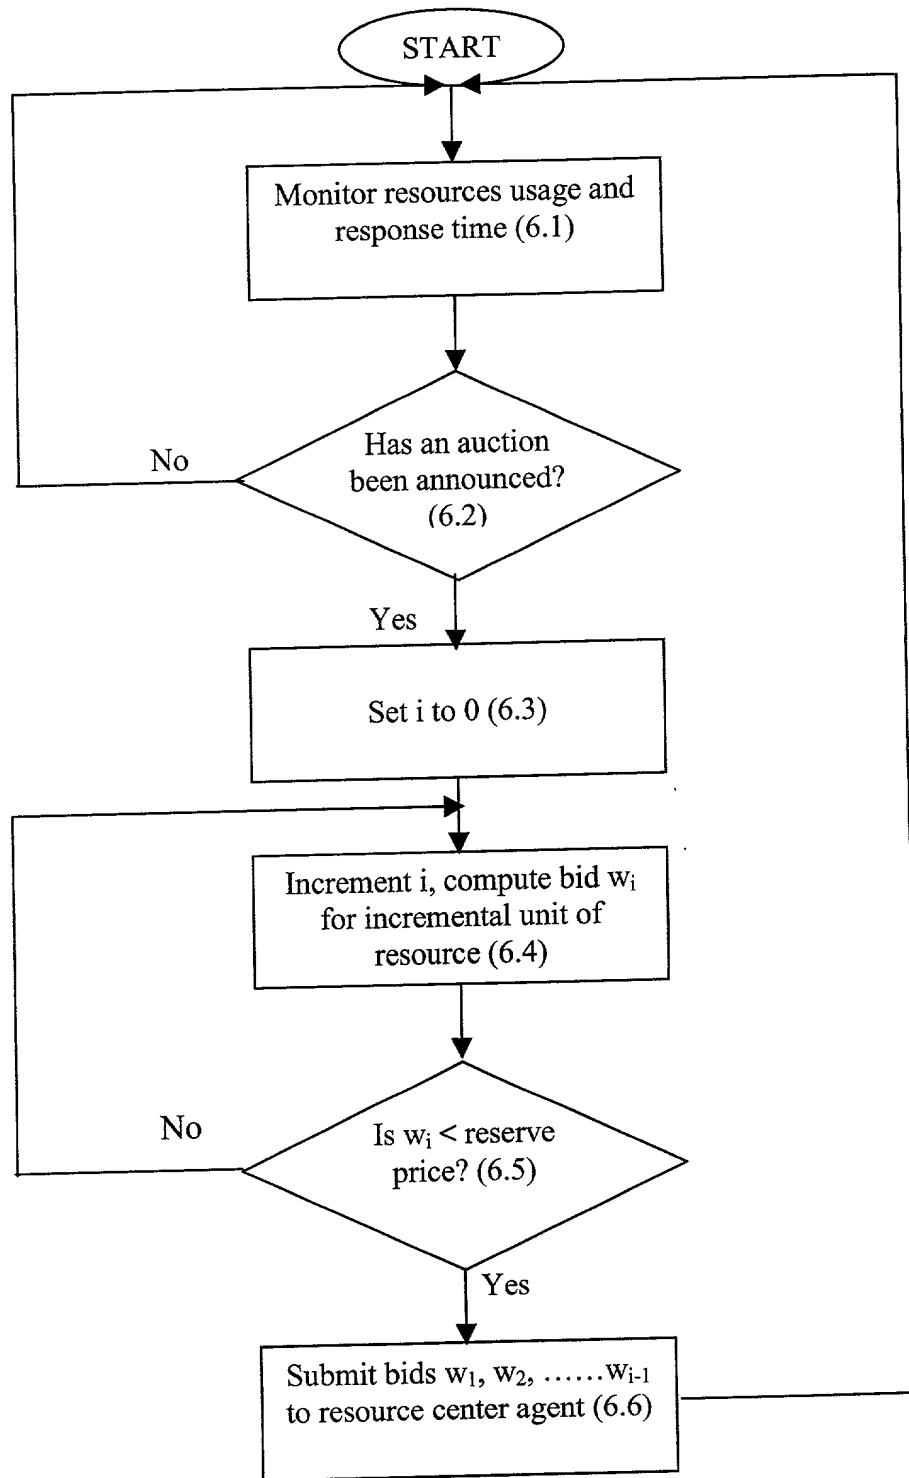 START
Monitor resources usage and
response time (6.1)
Has an auction
been announced?
(6.2)
No
Yes
Set i to 0 (6.3)
Increment i, compute bid wᵢ
for incremental unit of
resource (6.4)
Is wᵢ < reserve
price? (6.5)
No
Yes
Submit bids w₁, w₂, ......wᵢ₋₁
to resource center agent (6.6)